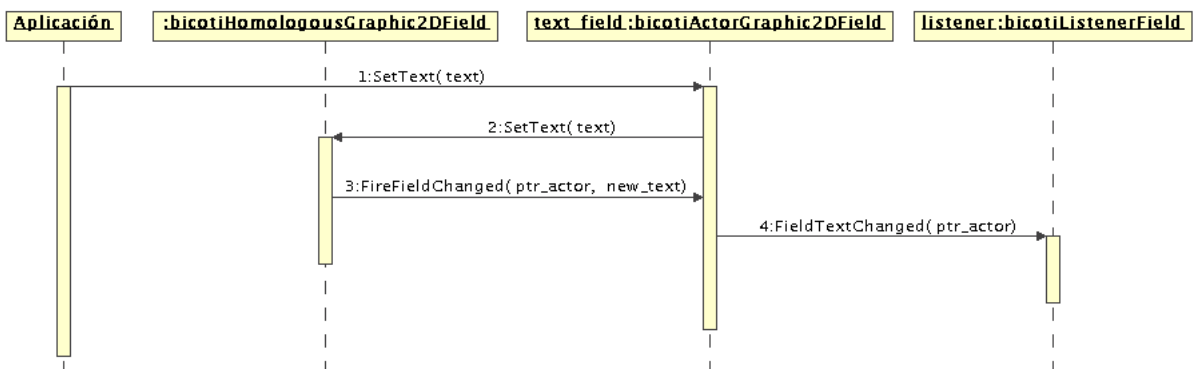 Aplicación
:bicotiHomologousGraphic2DField
text_field:bicotiActorGraphic2DField
listener:bicotiListenerField
1:SetText( text)
2:SetText( text)
3:FireFieldChanged( ptr_actor, new_text)
4:FieldTextChanged( ptr_actor)